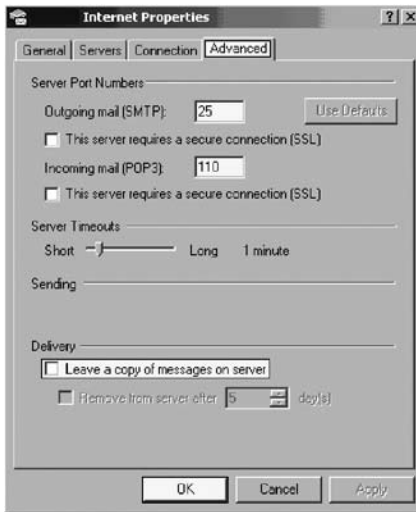 Internet Properties
General Servers Connection Advanced
Server Port Numbers
Outgoing mail (SMTP): 25 Use Defaults
This server requires a secure connection (SSL)
Incoming mail (POP3): 110
This server requires a secure connection (SSL)
Server Timeouts
Short Long 1 minute
Sending
Delivery
Leave a copy of messages on server
Remove from server after 5 day(s)
OK Cancel Apply